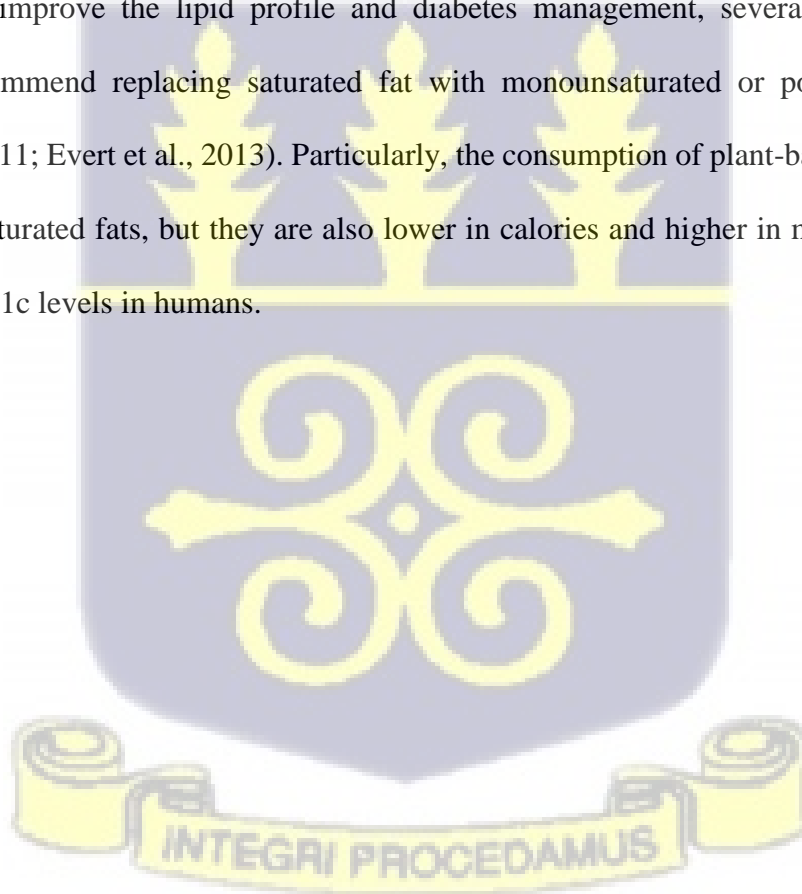 improve the lipid profile and diabetes management, severa
mmend replacing saturated fat with monounsaturated or po
11; Evert et al., 2013). Particularly, the consumption of plant-ba
turated fats, but they are also lower in calories and higher in
1c levels in humans.
INTEGRI PROCEDAMUS